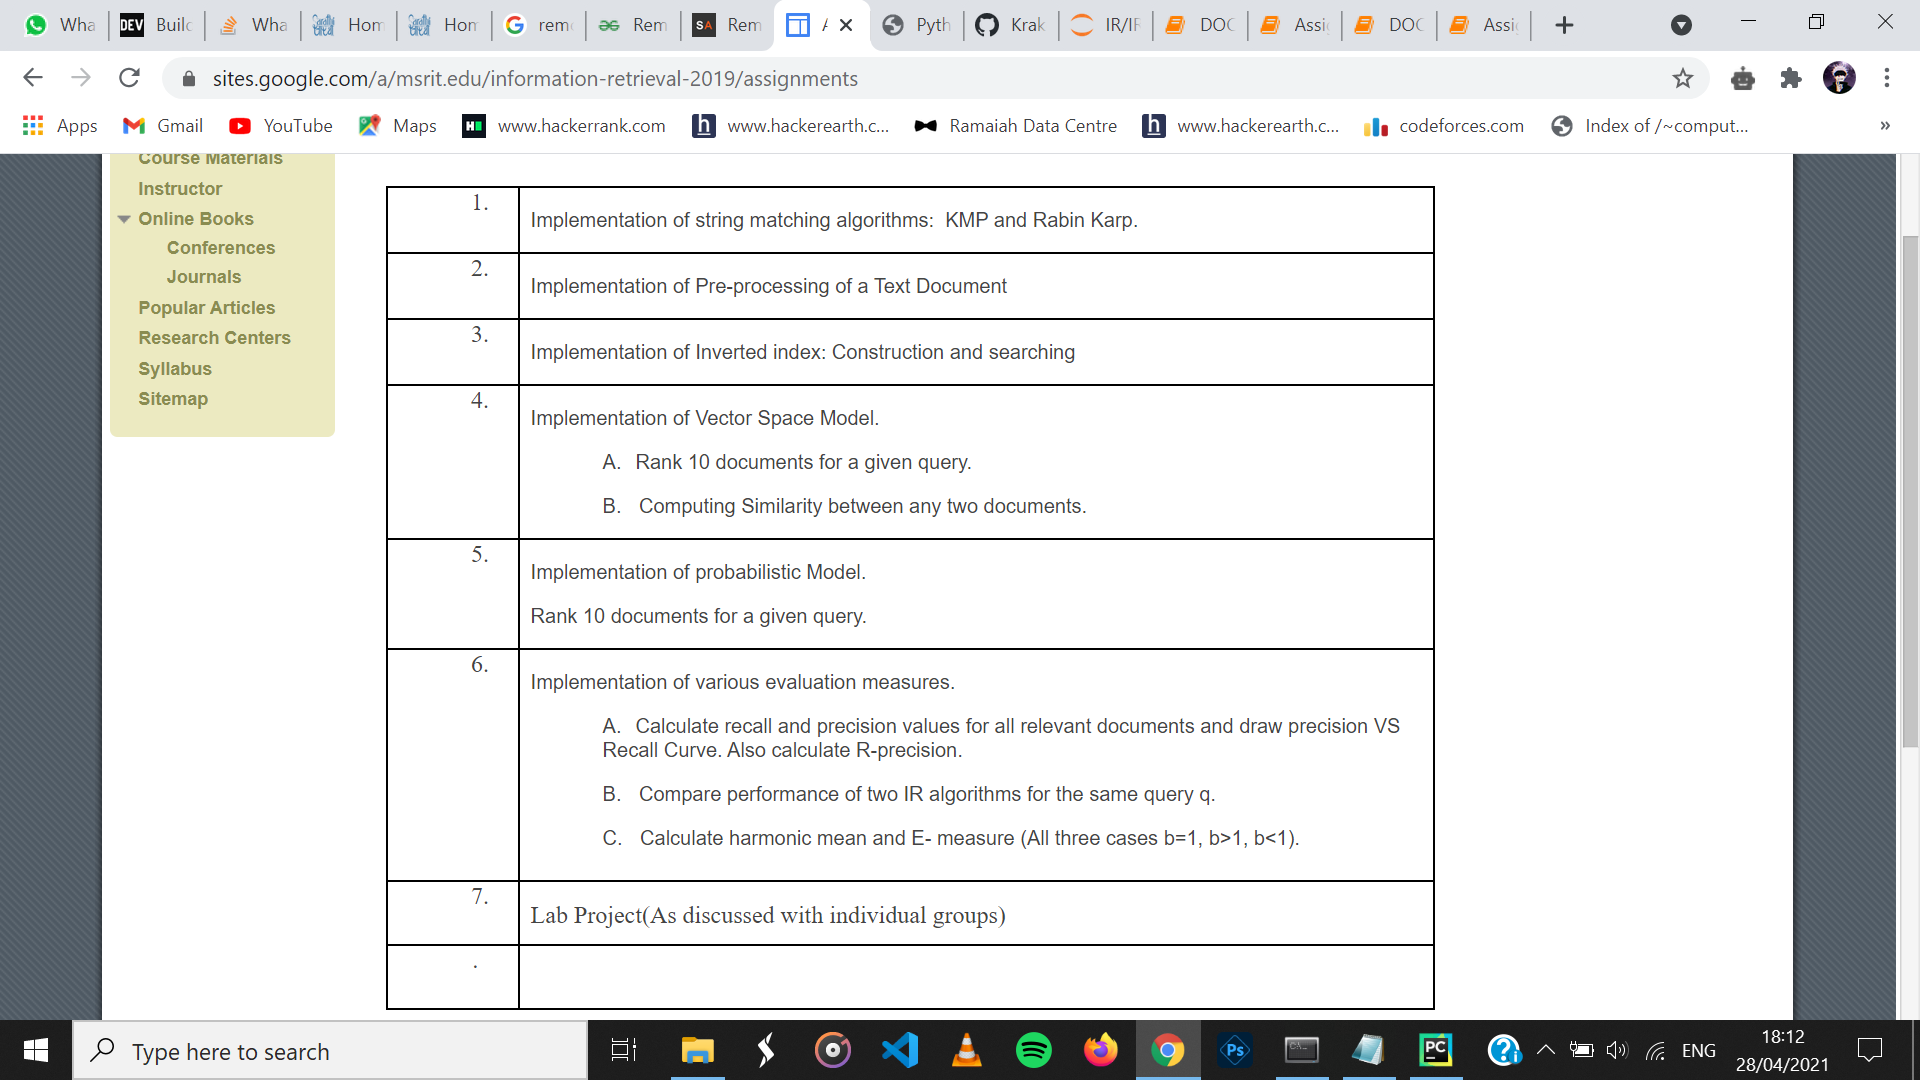 Wha
DEV
Builc
Wha
Hom
Hom
remo
Rem
SA
Rem
Pyth
Krak
IR/IF
DOC
Assi
DOC
Assi
sites.google.com/a/msrit.edu/information-retrieval-2019/assignments
Apps
Gmail
YouTube
Maps
www.hackerrank.com
h
www.hackerearth.c...
Ramaiah Data Centre
h
www.hackerearth.c...
codeforces.com
Index of /~comput...
»
Course Materials
Instructor
Online Books
Conferences
Journals
Popular Articles
Research Centers
Syllabus
Sitemap
1.
Implementation of string matching algorithms:  KMP and Rabin Karp.
2.
Implementation of Pre-processing of a Text Document
3.
Implementation of Inverted index: Construction and searching
4.
Implementation of Vector Space Model.
A.   Rank 10 documents for a given query.
B.   Computing Similarity between any two documents.
5.
Implementation of probabilistic Model.
Rank 10 documents for a given query.
6.
Implementation of various evaluation measures.
A.   Calculate recall and precision values for all relevant documents and draw precision VS
Recall Curve. Also calculate R-precision.
B.   Compare performance of two IR algorithms for the same query q.
C.   Calculate harmonic mean and E- measure (All three cases b=1, b>1, b<1).
7.
Lab Project(As discussed with individual groups)
.
Type here to search
Ps
PC
ENG
18:12
28/04/2021